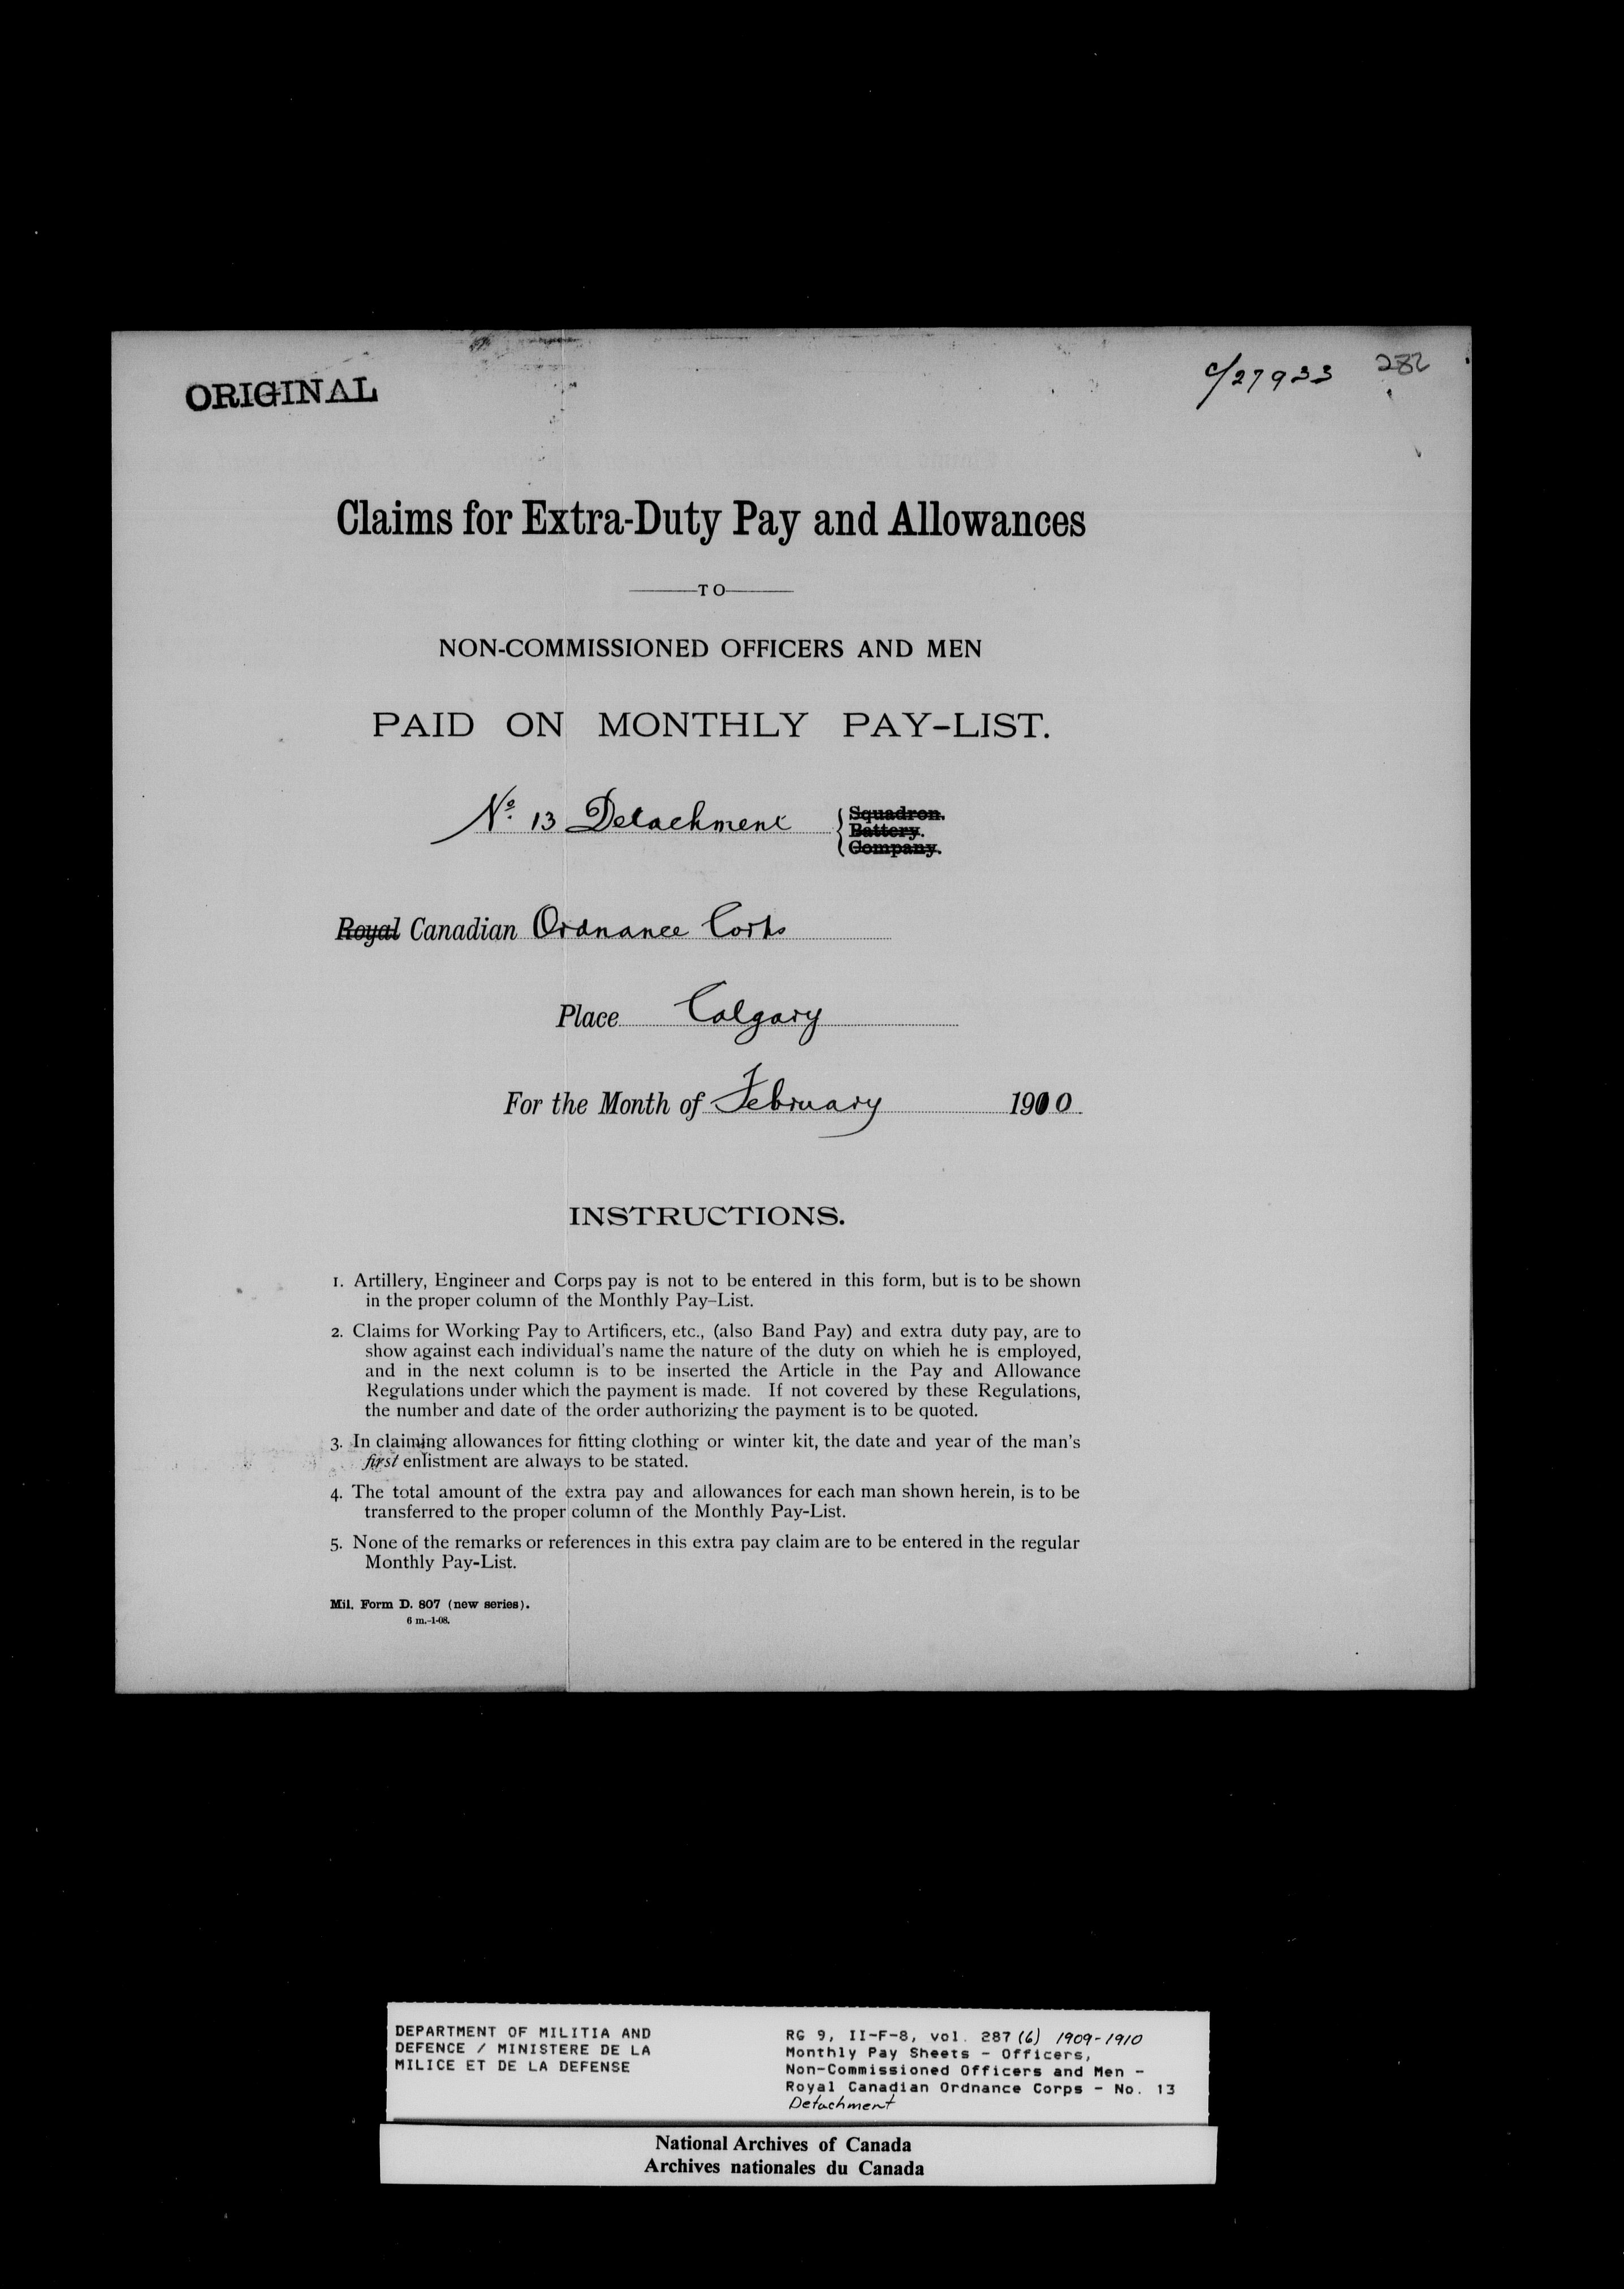 ORIGINAL
c/27933 282
Claims for Extra-Duty Pay and Allowances
TO
NON-COMMISSIONED OFFICERS AND MEN
PAID ON MONTHLY PAY-LIST.
No. 13 Detachment { Squadron.
Battery.
Company.
Royal Canadian Ordnance Corps
Place Calgary
For the Month of February 1910
INSTRUCTIONS.
1. Artillery, Engineer and Corps pay is not to be entered in this form, but is to be shown
in the proper column of the Monthly Pay-List.
2. Claims for Working Pay to Artificers, etc., (also Band Pay) and extra duty pay, are to
show against each individual's name the nature of the duty on whieh he is employed,
and in the next column is to be inserted the Article in the Pay and Allowance
Regulations under which the payment is made. If not covered by these Regulations,
the number and date of the order authorizing the payment is to be quoted.
3. In claiming allowances for fitting clothing or winter kit, the date and year of the man's
first enlistment are always to be stated.
4. The total amount of the extra pay and allowances for each man shown herein, is to be
transferred to the proper column of the Monthly Pay-List.
5. None of the remarks or references in this extra pay claim are to be entered in the regular
Monthly Pay-List.
Mil. Form D. 807 (new series).
6 m.-1-08.
DEPARTMENT OF MILITIA AND
DEFENCE / MINISTERE DE LA
MILICE ET DE LA DEFENSE
RG 9, II-F-8, vol. 287 (6) 1909-1910
Monthly Pay Sheets - Officers,
Non-Commissioned Officers and Men -
Royal Canadian Ordnance Corps - No. 13
Detachment
National Archives of Canada
Archives nationales du Canada